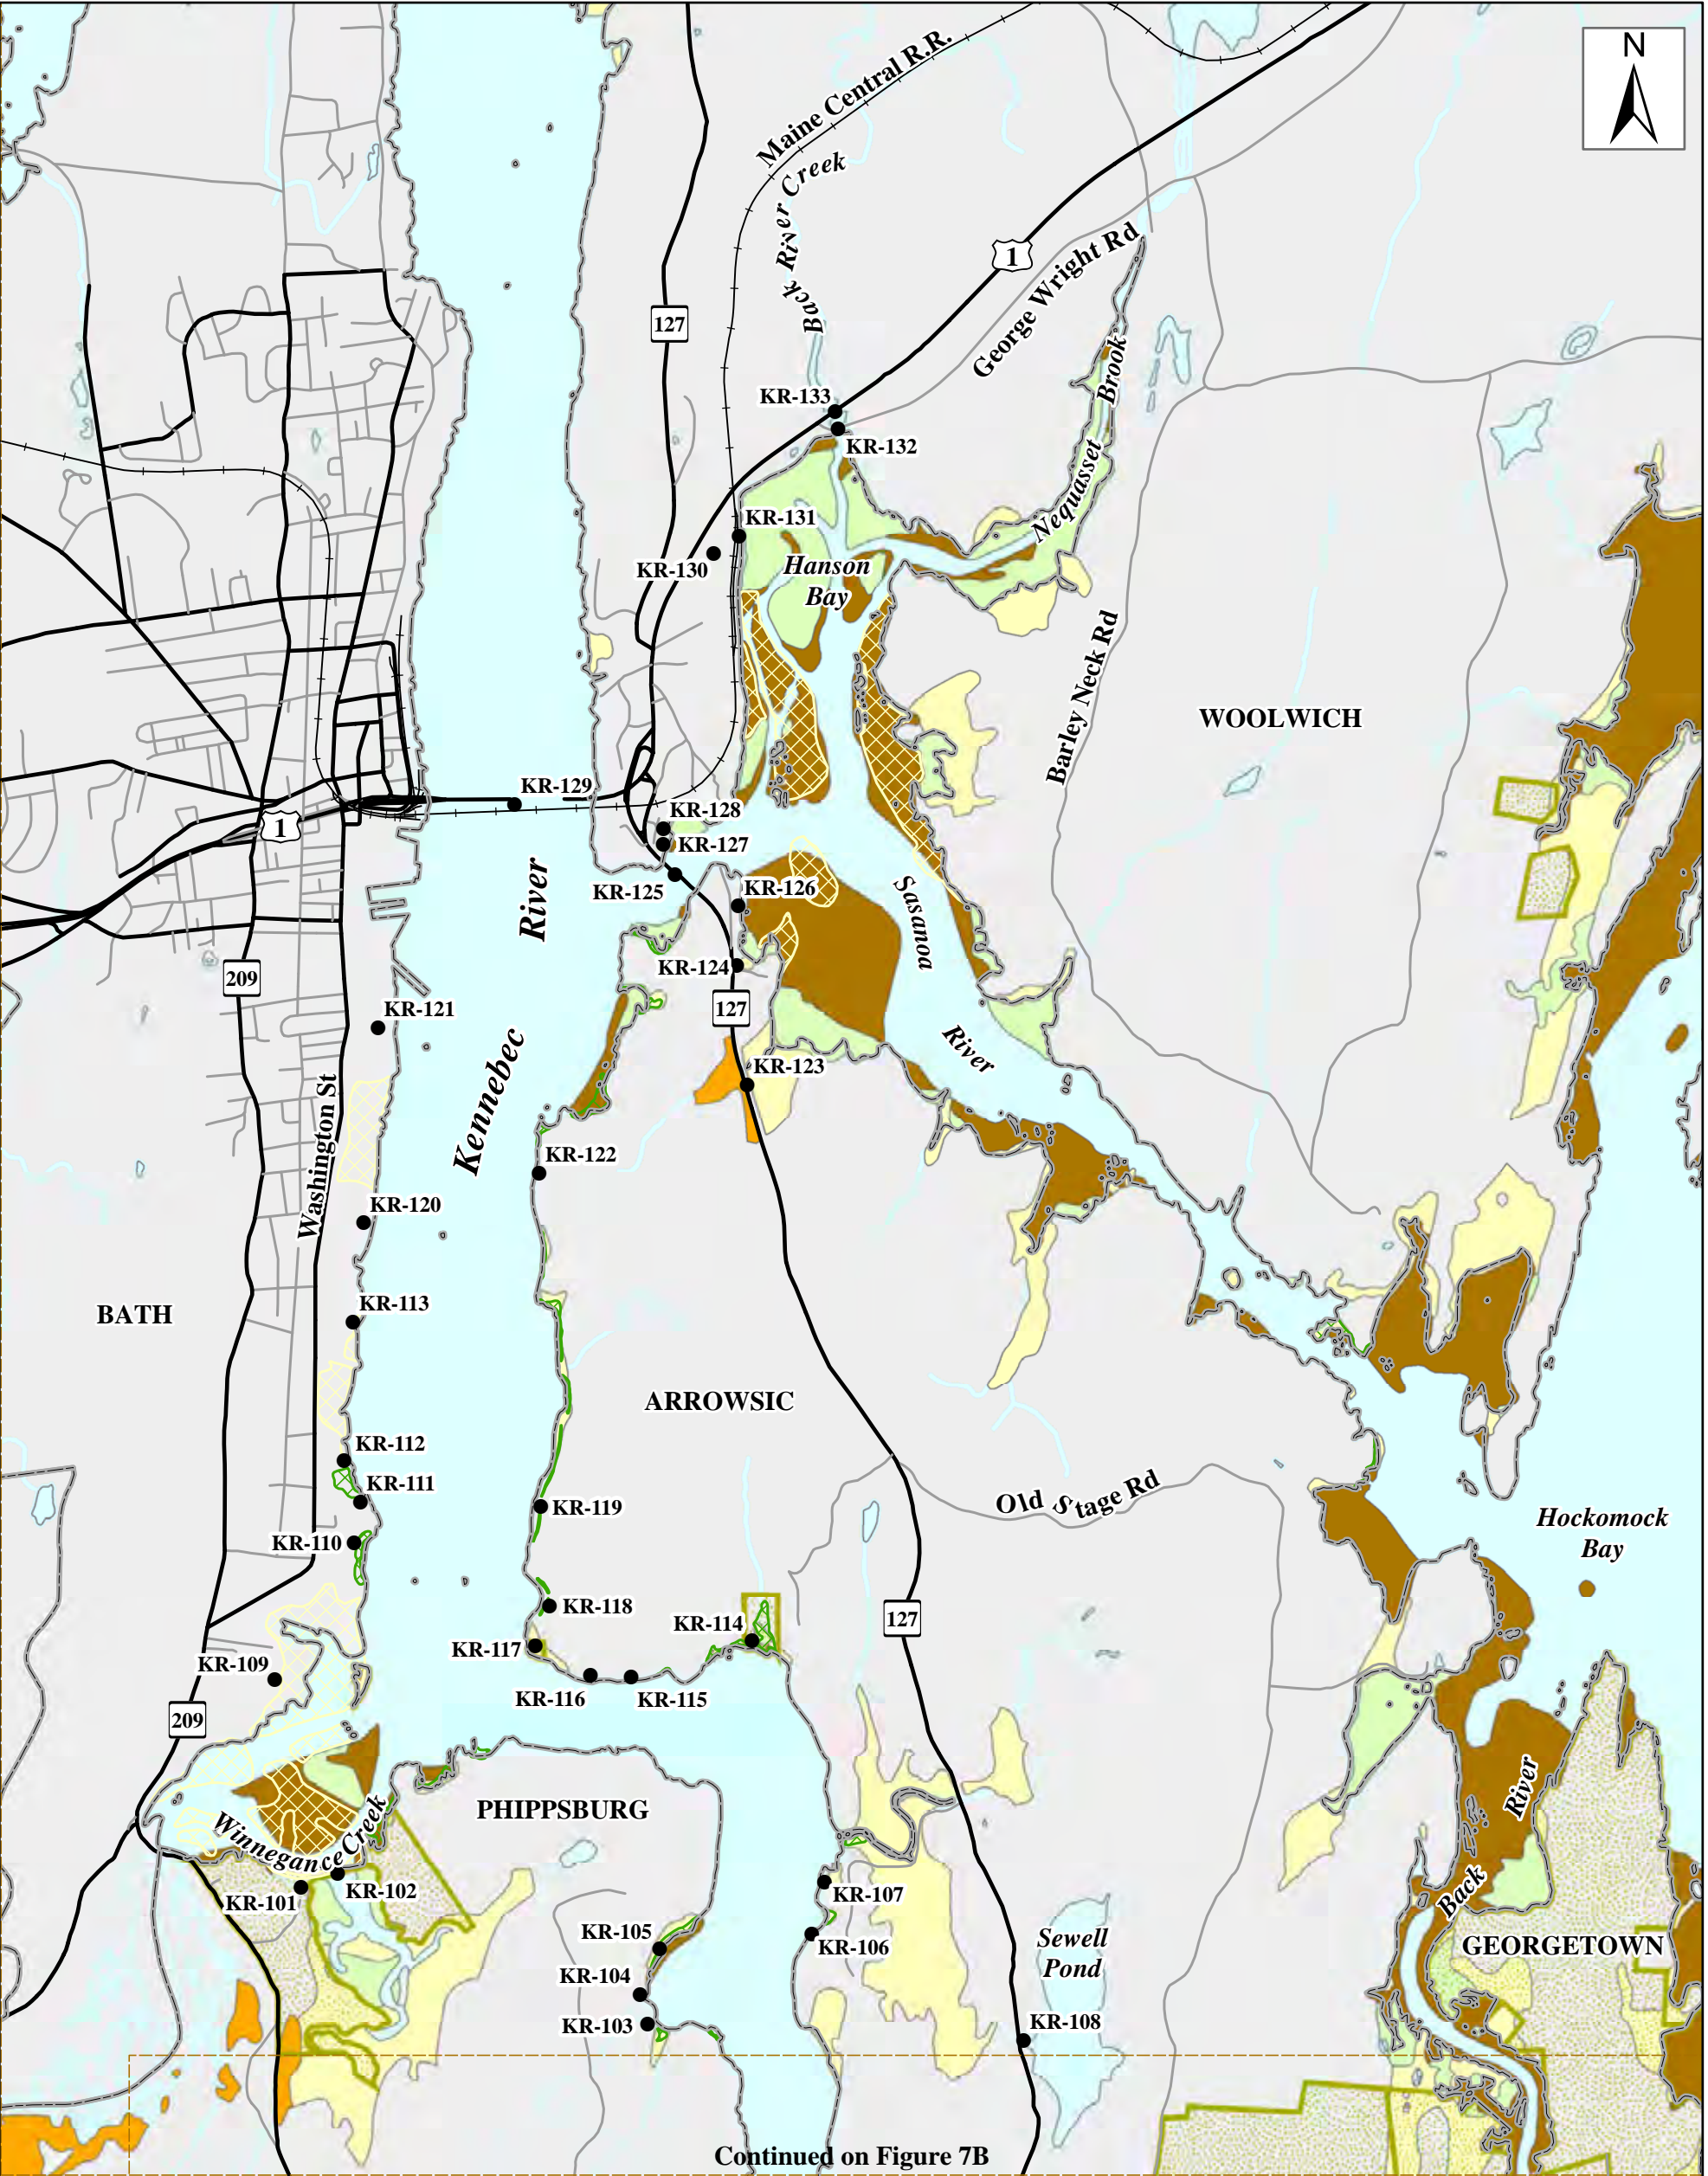 N
Maine Central R.R.
Back River Creek
1
George Wright Rd
127
KR-133
KR-132
Nequasset Brook
KR-131
KR-130
Hanson
Bay
Barley Neck Rd
WOOLWICH
KR-129
1
KR-128
KR-127
KR-125
KR-126
Sasanoa
River
Kennebec
River
209
KR-124
127
KR-121
KR-123
Washington St
KR-122
KR-120
BATH
KR-113
ARROWSIC
KR-112
KR-111
KR-119
Old Stage Rd
KR-110
Hockomock
Bay
KR-118
KR-114
127
KR-117
KR-109
KR-116
KR-115
209
PHIPPSBURG
Winnegance Creek
Back River
KR-102
KR-101
KR-107
KR-105
KR-106
Sewell
Pond
GEORGETOWN
KR-104
KR-103
KR-108
Continued on Figure 7B